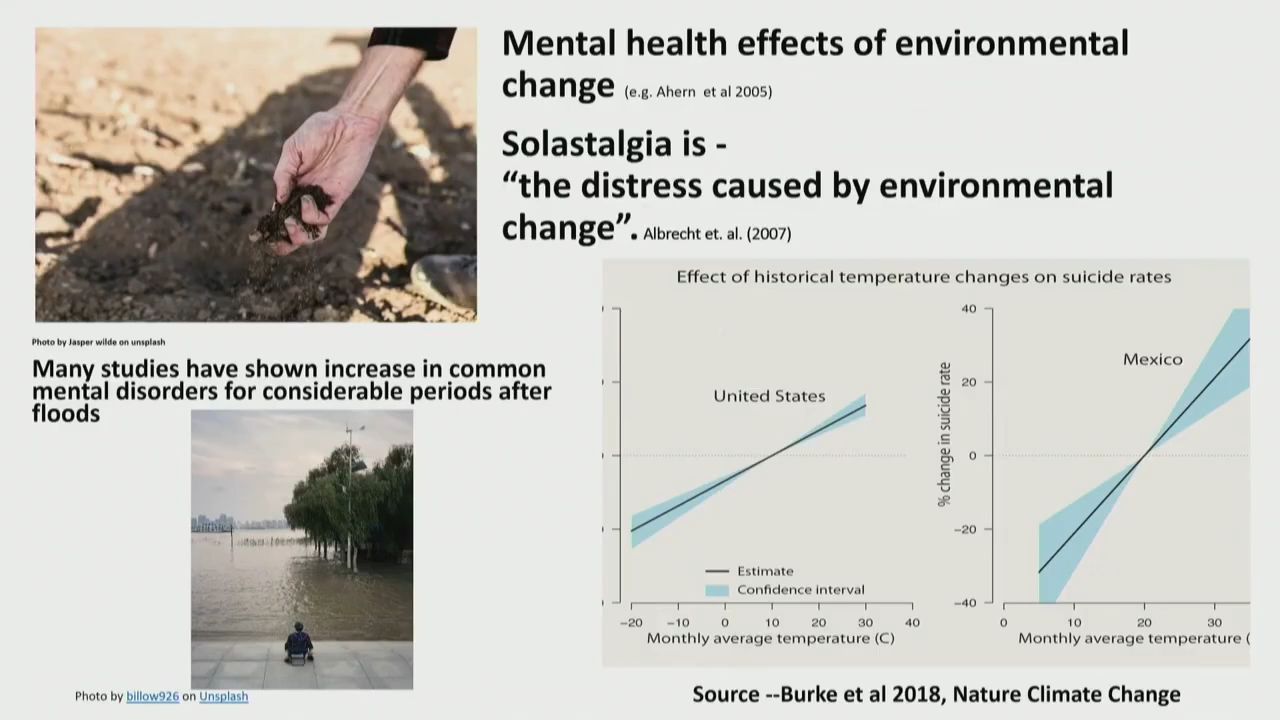 Mental health effects of environmental
change (e.g. Ahern et al 2005)
Solastalgia is -
“the distress caused by environmental
change”. Albrecht et. al. (2007)
Photo by Jasper wilde on unsplash
Many studies have shown increase in common
mental disorders for considerable periods after
floods
Photo by billow926 on Unsplash
Effect of historical temperature changes on suicide rates
United States
Estimate
Confidence interval
−20 −10 0 10 20 30 40
Monthly average temperature (C)
% change in suicide rate
40
20
0
−20
−40
Mexico
0 10 20 30
Monthly average temperature (
Source --Burke et al 2018, Nature Climate Change